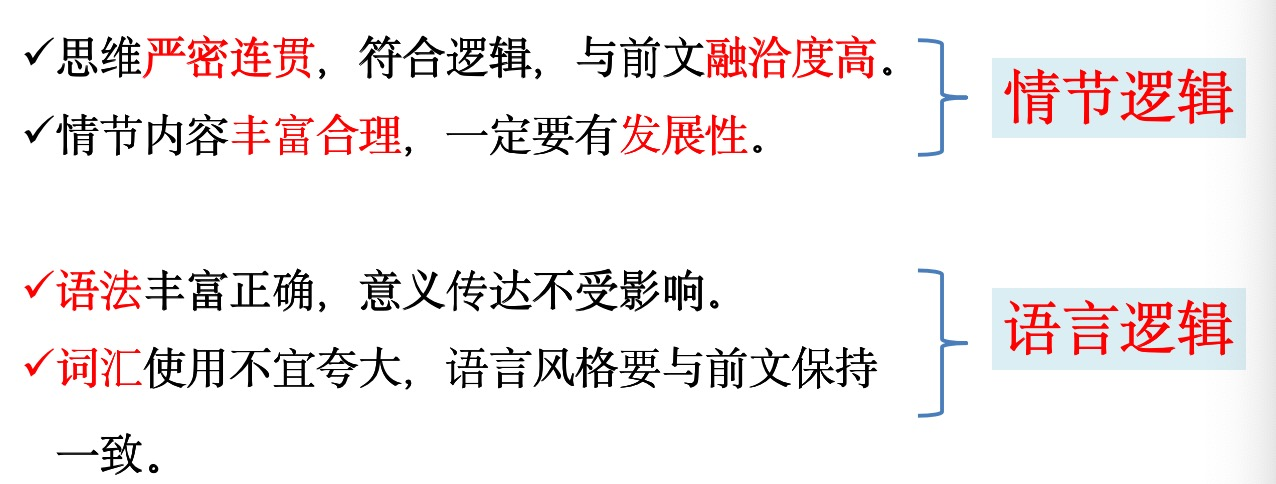 ✓思维严密连贯，符合逻辑，与前文融洽度高。
✓情节内容丰富合理，一定要有发展性。
情节逻辑
✓语法丰富正确，意义传达不受影响。
✓词汇使用不宜夸大，语言风格要与前文保持
一致。
语言逻辑